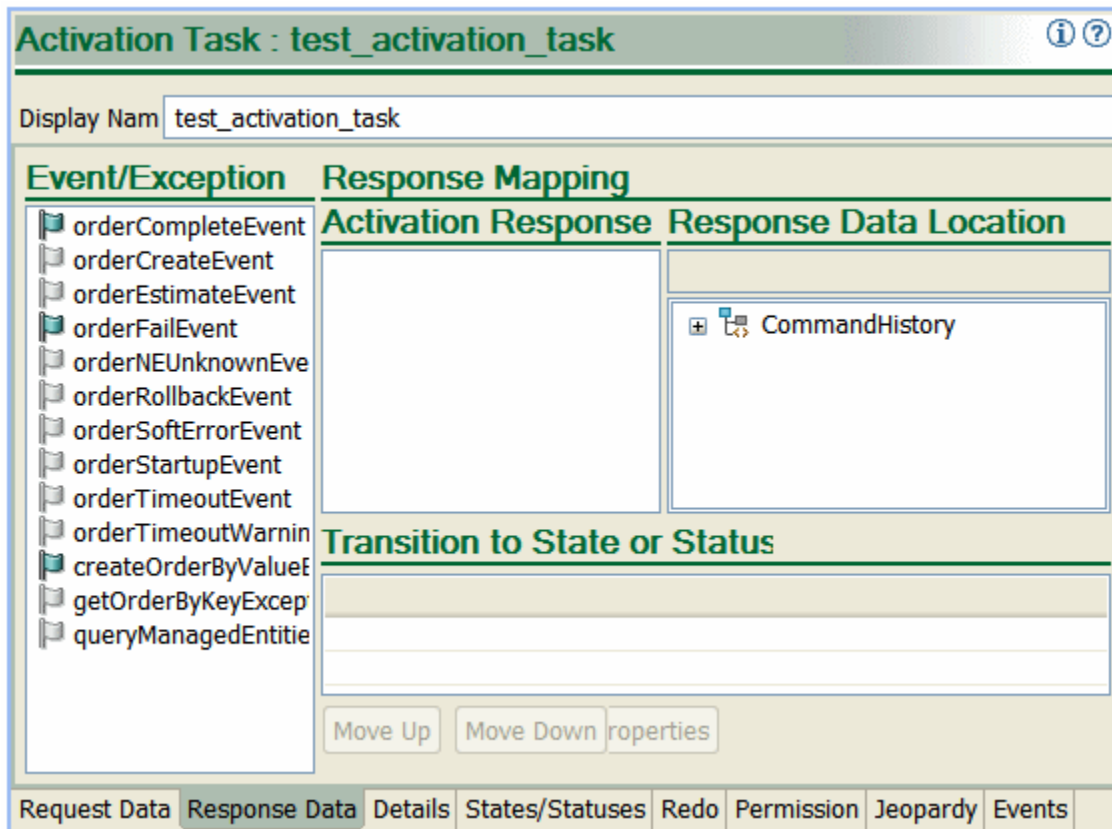 Activation Task : test_activation_task
Display Nam test_activation_task
Event/Exception
orderCompleteEvent
orderCreateEvent
orderEstimateEvent
orderFailEvent
orderNEUnknownEve
orderRollbackEvent
orderSoftErrorEvent
orderStartupEvent
orderTimeoutEvent
orderTimeoutWarnin
createOrderByValueE
getOrderByKeyExcep
queryManagedEntitie
Response Mapping
Activation Response
Response Data Location
CommandHistory
Transition to State or Status
Move Up Move Down roperties
Request Data Response Data Details States/Statuses Redo Permission Jeopardy Events